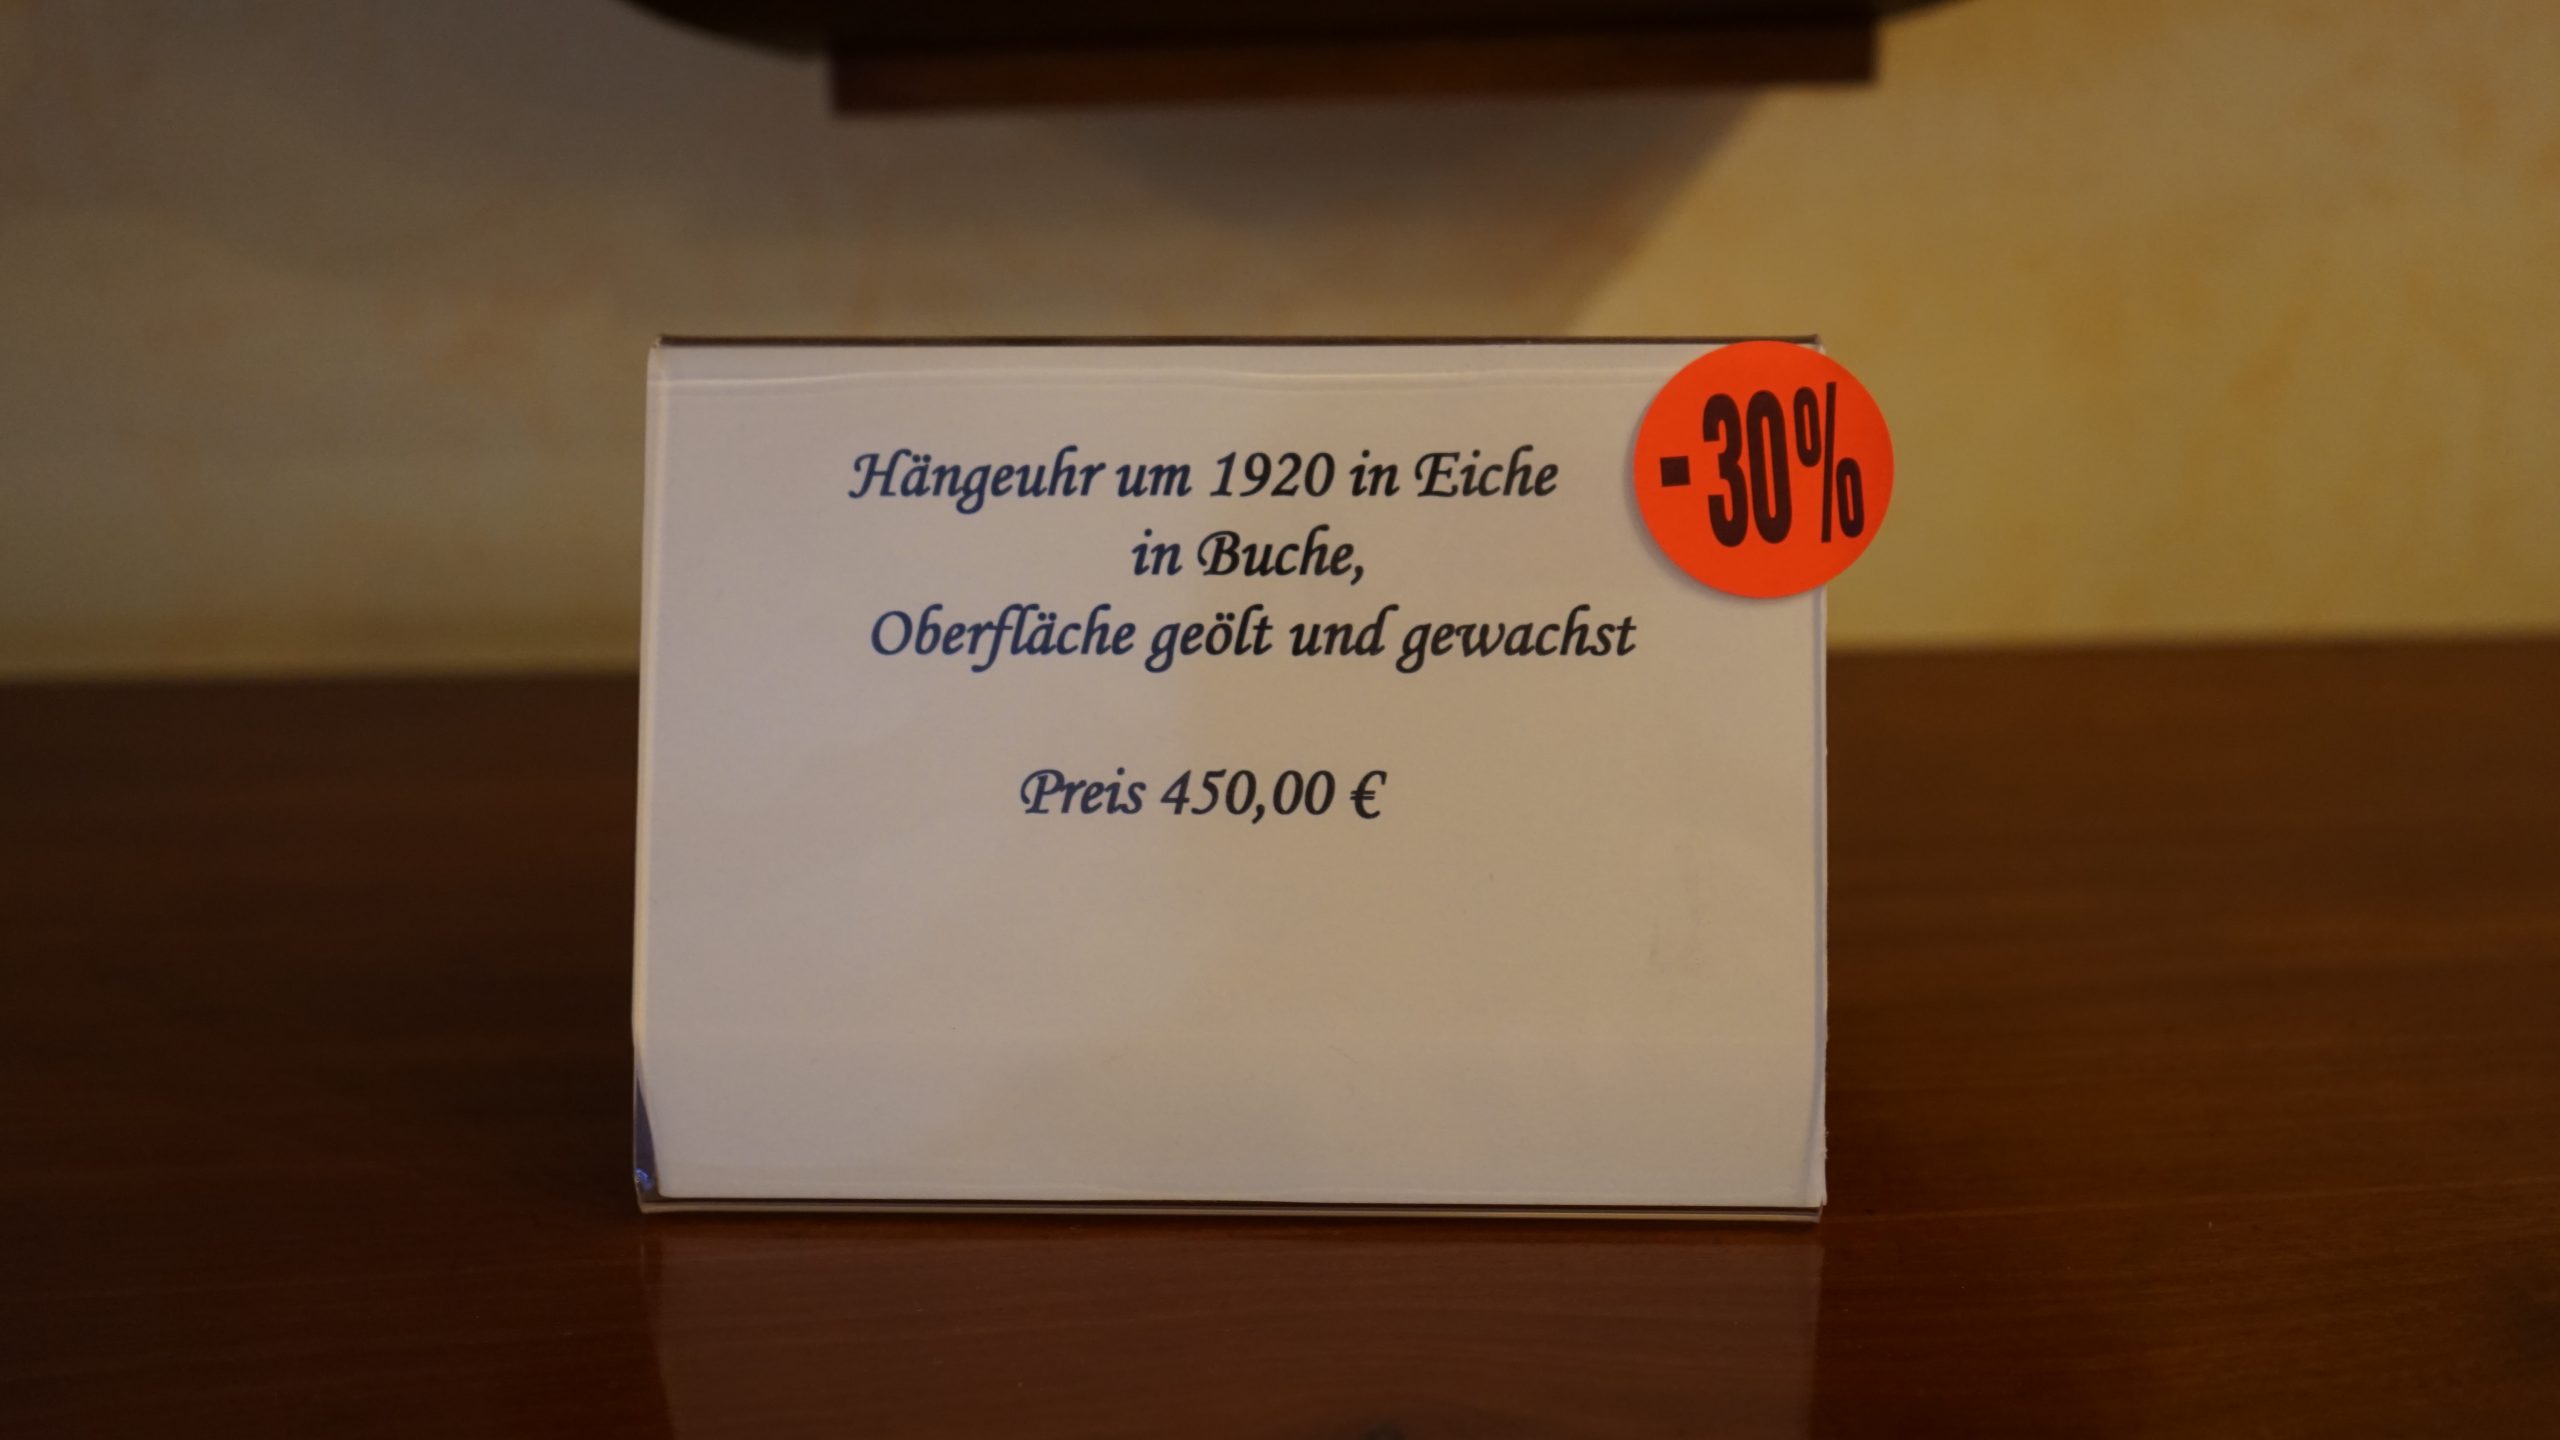 Hängeuhr um 1920 in Eiche
in Buche,
Oberfläche geölt und gewachst
Preis 450,00 €
-30%